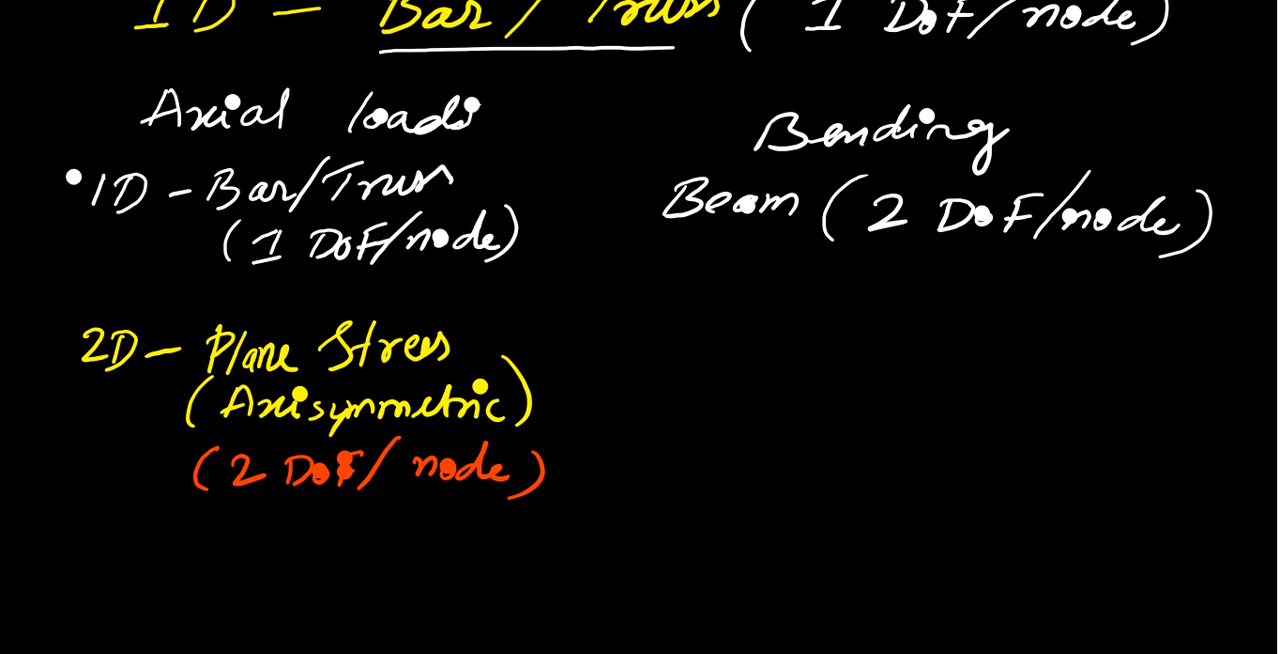 1D - Bar/Truss (1 DoF/node)
Axial loads
• 1D - Bar/Truss
(1 DoF/node)
Bending
Beam (2 DoF/node)
2D - Plane Stress
(Axisymmetric)
(2 DoF/node)